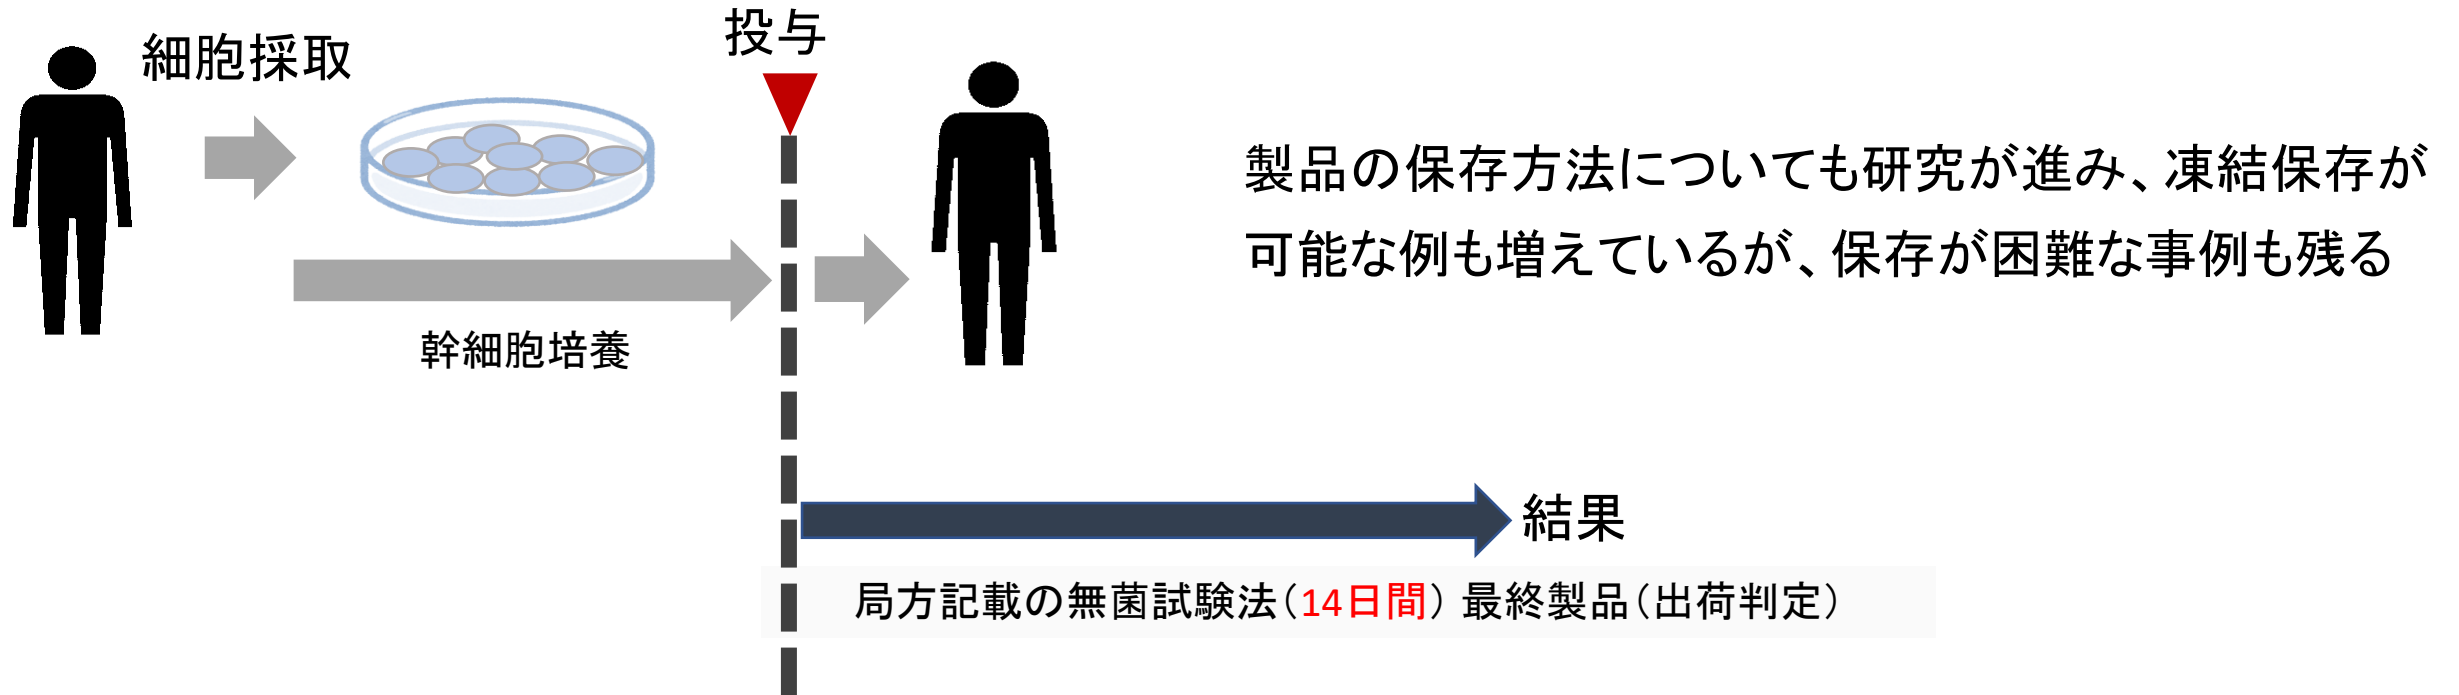 細胞採取
投与
製品の保存方法についても研究が進み、凍結保存が
可能な例も増えているが、保存が困難な事例も残る
幹細胞培養
結果
局方記載の無菌試験法（14日間）最終製品（出荷判定）